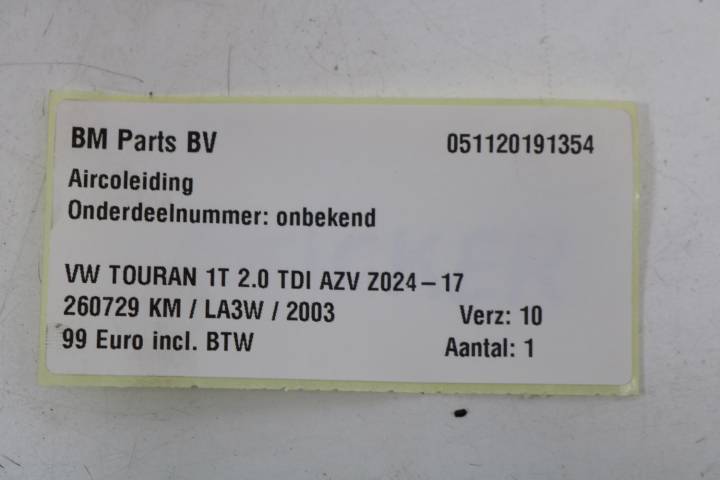 BM Parts BV 051120191354
Aircoleiding
Onderdeelnummer: onbekend
VW TOURAN 1T 2.0 TDI AZV Z024-17
260729 KM / LA3W / 2003 Verz: 10
99 Euro incl. BTW Aantal: 1